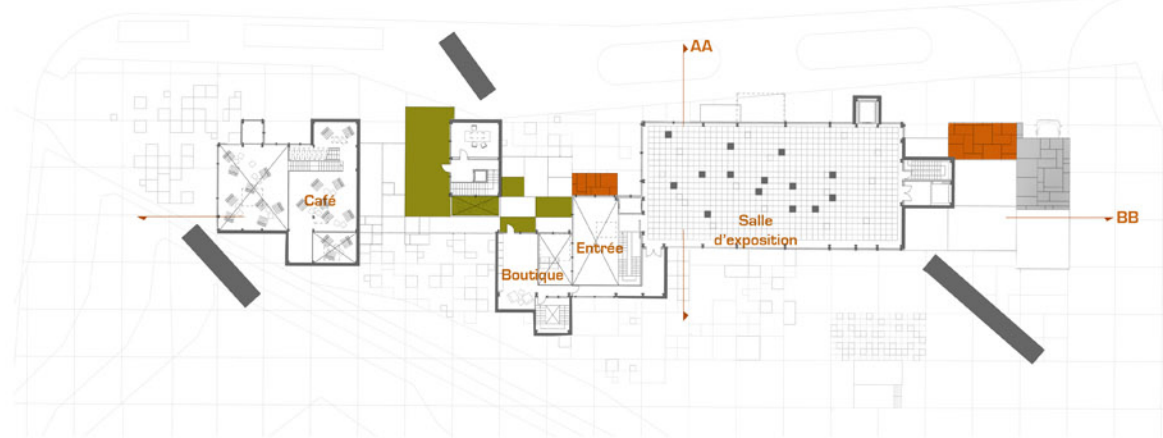 AA
Café
BB
Salle
d'exposition
Entrée
Boutique